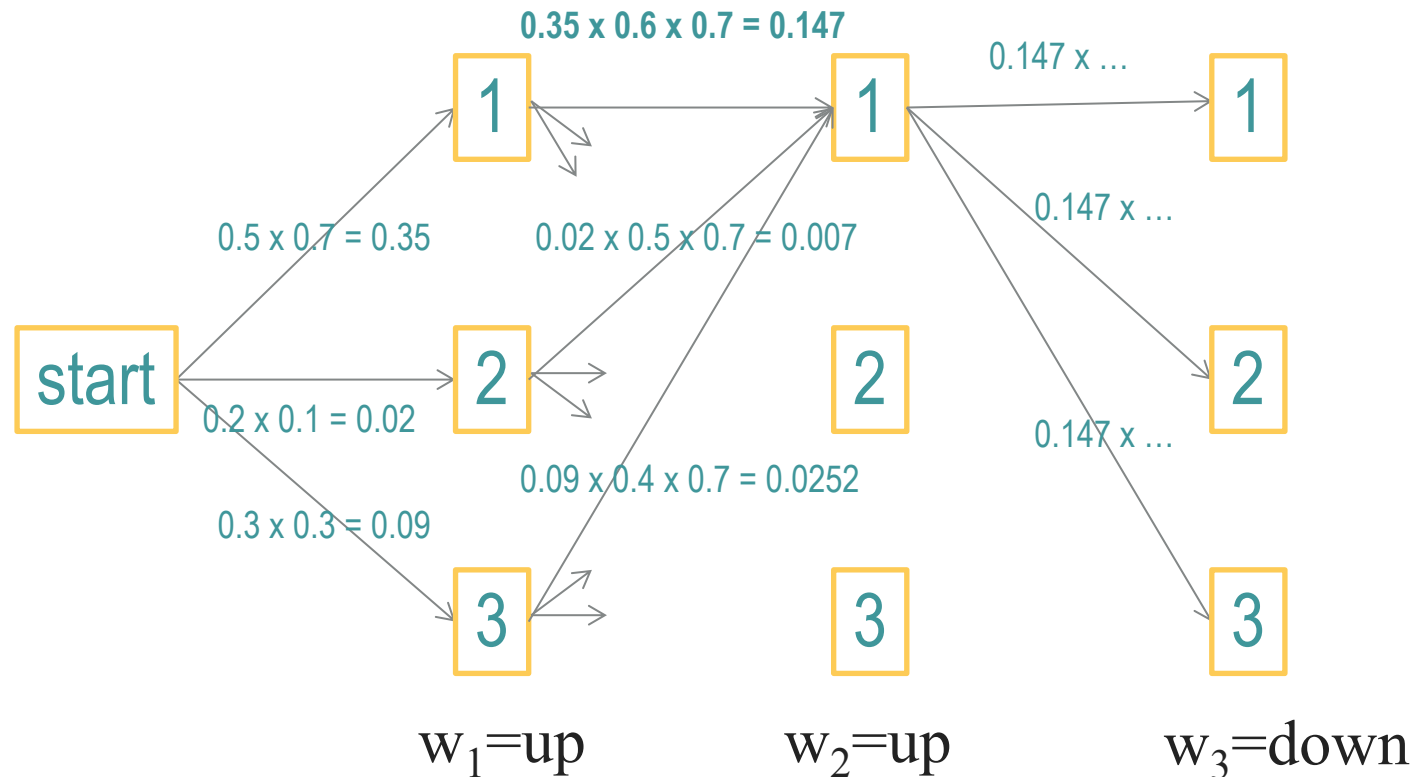 0.35 x 0.6 x 0.7 = 0.147
0.147 x …
1
1
1
0.147 x …
0.5 x 0.7 = 0.35
0.02 x 0.5 x 0.7 = 0.007
start
2
2
2
0.2 x 0.1 = 0.02
0.147 x …
0.09 x 0.4 x 0.7 = 0.0252
0.3 x 0.3 = 0.09
3
3
3
w₁=up
w₂=up
w₃=down